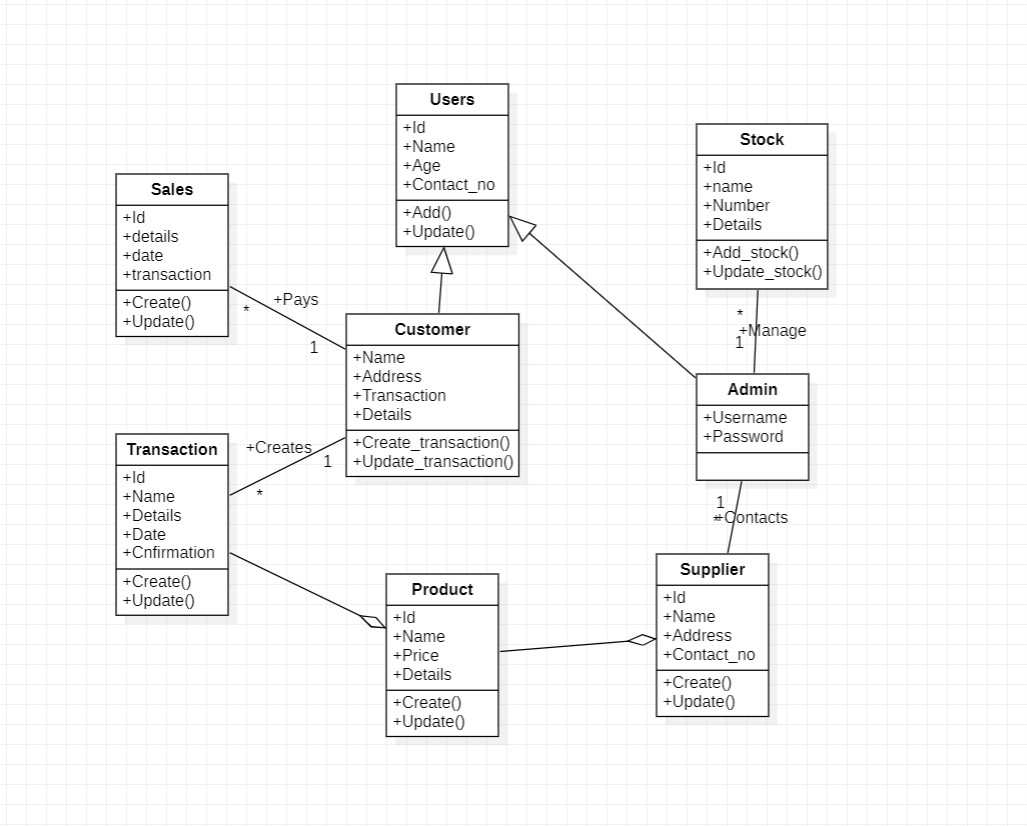 Users
+Id
+Name
+Age
+Contact_no
+Add()
+Update()
Stock
+Id
+name
+Number
+Details
+Add_stock()
+Update_stock()
Sales
+Id
+details
+date
+transaction
+Create()
+Update()
+Pays
*
1
Customer
+Name
+Address
+Transaction
+Details
+Create_transaction()
+Update_transaction()
*
+Manage
1
Admin
+Username
+Password
Transaction
+Id
+Name
+Details
+Date
+Cnfirmation
+Create()
+Update()
+Creates
1
*
1
*
+Contacts
Product
+Id
+Name
+Price
+Details
+Create()
+Update()
Supplier
+Id
+Name
+Address
+Contact_no
+Create()
+Update()